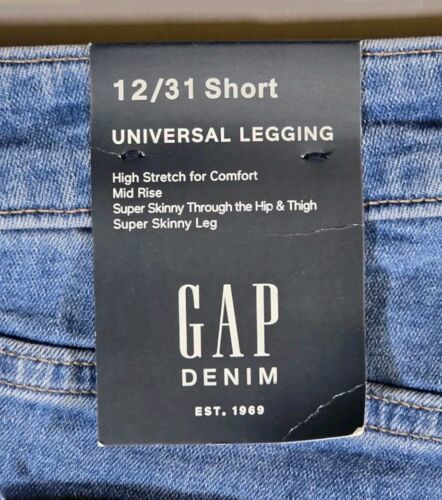 12/31 Short
UNIVERSAL LEGGING
High Stretch for Comfort
Mid Rise
Super Skinny Through the Hip & Thigh
Super Skinny Leg
GAP
DENIM
EST. 1969